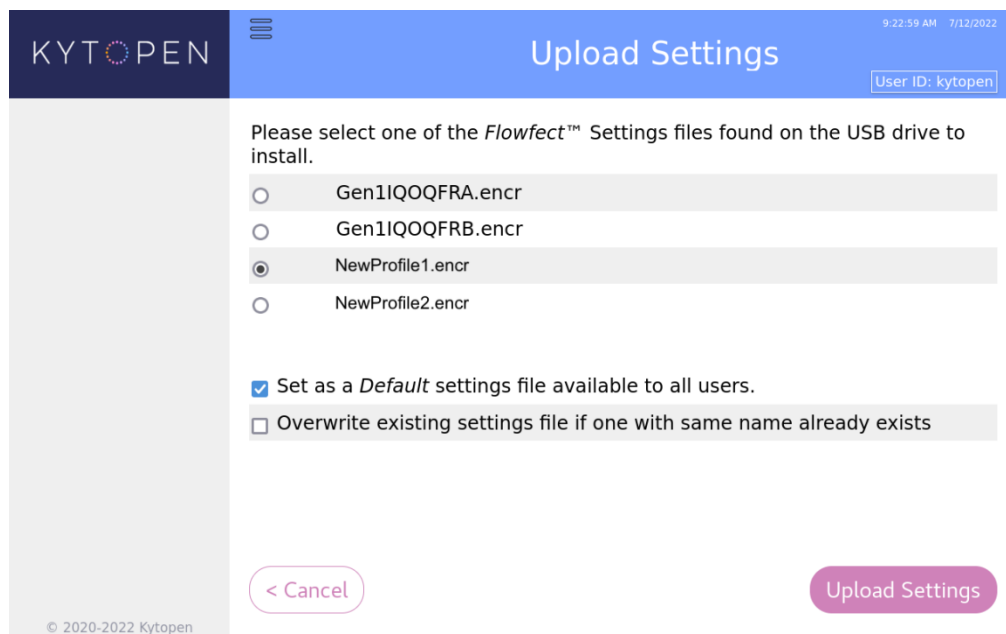 KYTOPEN
9:22:59 AM 7/12/2022
Upload Settings
User ID: kytopen
Please select one of the Flowfect™ Settings files found on the USB drive to
install.
Gen1IQOQFRA.encr
Gen1IQOQFRB.encr
NewProfile1.encr
NewProfile2.encr
Set as a Default settings file available to all users.
Overwrite existing settings file if one with same name already exists
< Cancel
Upload Settings
© 2020-2022 Kytopen